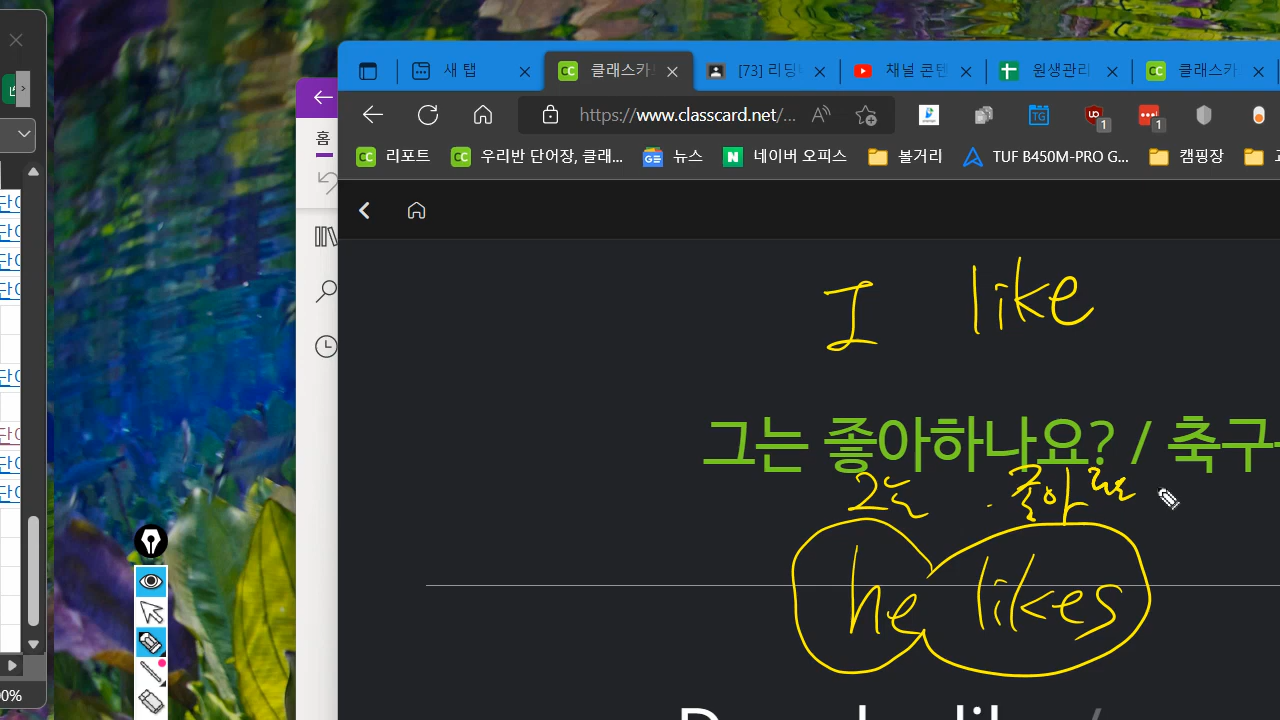 새 탭
클래스카
[73] 리딩
채널 콘텐
원생관리
클래스카
https://www.classcard.net/...
1
1
리포트
우리반 단어장, 클래...
뉴스
네이버 오피스
볼거리
TUF B450M-PRO G...
캠핑장
홈
I like
그는 좋아하나요? / 축구
그는 좋아
he likes